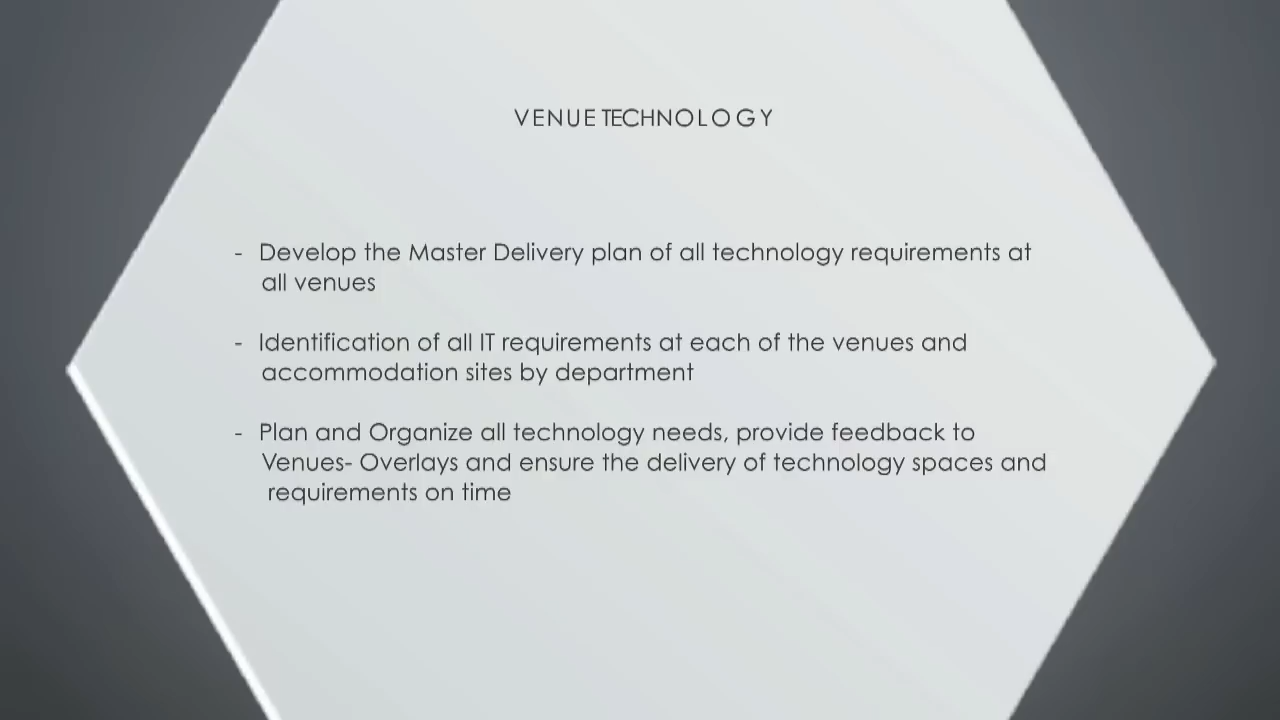 VENUE TECHNOLOGY
- Develop the Master Delivery plan of all technology requirements at
all venues
- Identification of all IT requirements at each of the venues and
accommodation sites by department
- Plan and Organize all technology needs, provide feedback to
Venues- Overlays and ensure the delivery of technology spaces and
requirements on time